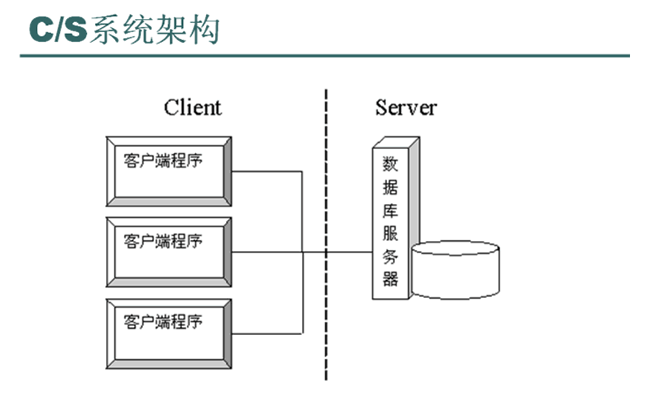 C/S系统架构
Client
Server
客户端程序
客户端程序
客户端程序
数据库服务器